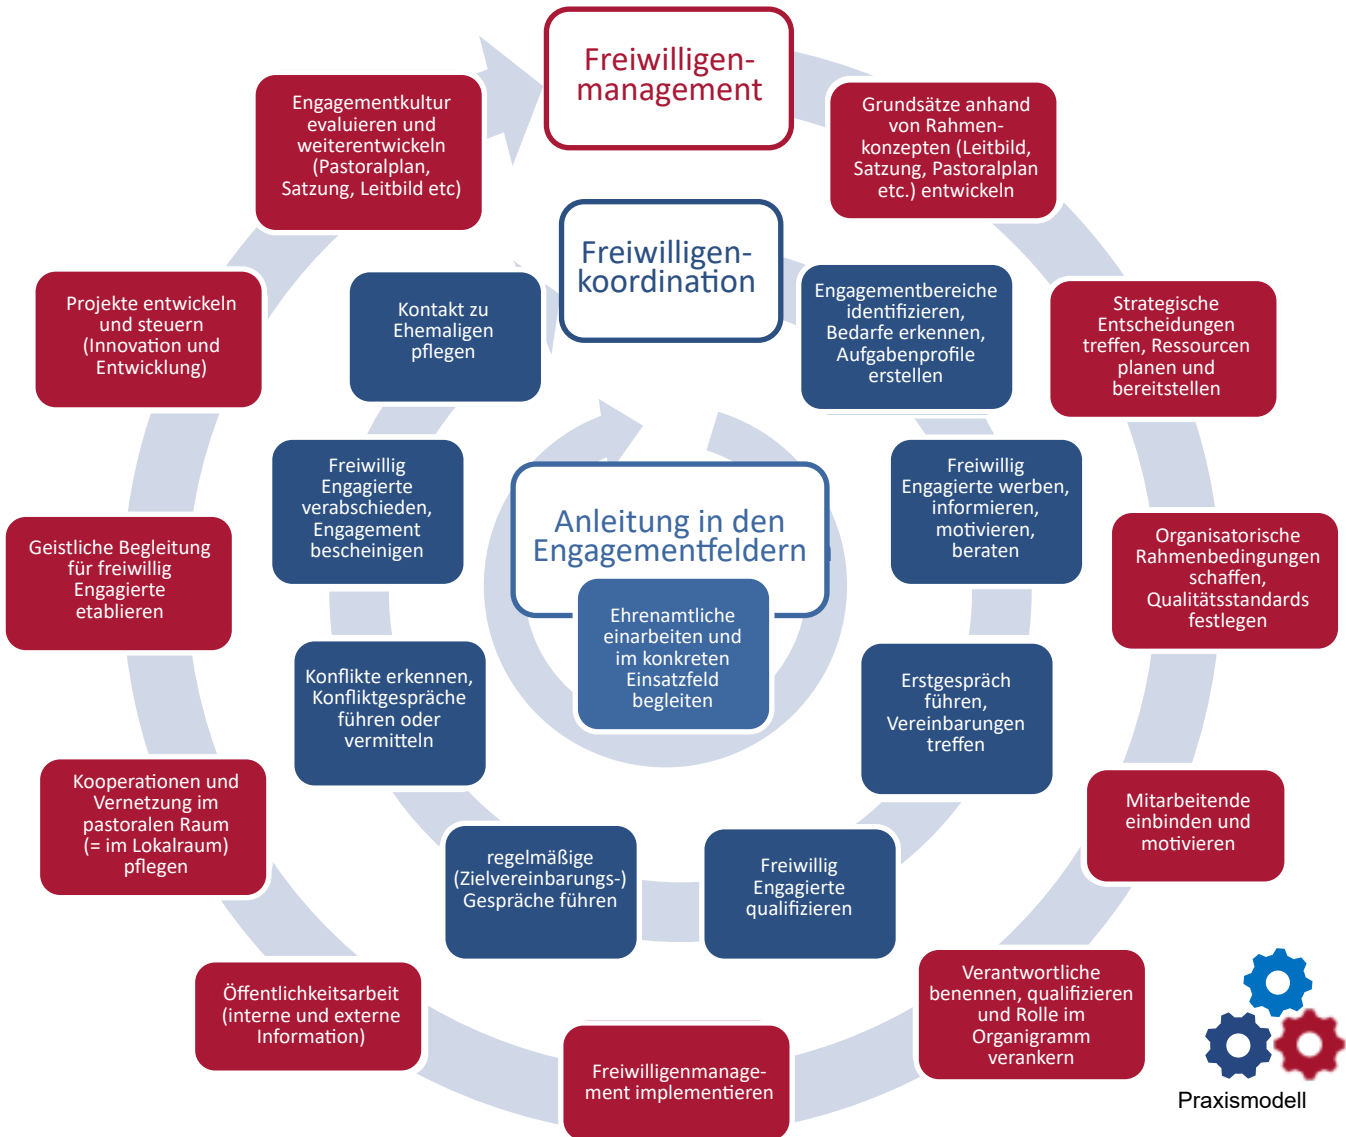 Freiwilligen-
management
Grundsätze anhand
von Rahmen-
konzepten (Leitbild,
Satzung, Pastoralplan
etc.) entwickeln
Strategische
Entscheidungen
treffen, Ressourcen
planen und
bereitstellen
Organisatorische
Rahmenbedingungen
schaffen,
Qualitätsstandards
festlegen
Mitarbeitende
einbinden und
motivieren
Verantwortliche
benennen, qualifizieren
und Rolle im
Organigramm
verankern
Freiwilligenmanage-
ment implementieren
Öffentlichkeitsarbeit
(interne und externe
Information)
Kooperationen und
Vernetzung im
pastoralen Raum
(= im Lokalraum)
pflegen
Geistliche Begleitung
für freiwillig
Engagierte
etablieren
Projekte entwickeln
und steuern
(Innovation und
Entwicklung)
Engagementkultur
evaluieren und
weiterentwickeln
(Pastoralplan,
Satzung, Leitbild etc)
Freiwilligen-
koordination
Engagementbereiche
identifizieren,
Bedarfe erkennen,
Aufgabenprofile
erstellen
Freiwillig
Engagierte werben,
informieren,
motivieren,
beraten
Erstgespräch
führen,
Vereinbarungen
treffen
Freiwillig
Engagierte
qualifizieren
regelmäßige
(Zielvereinbarungs-)
Gespräche führen
Konflikte erkennen,
Konfliktgespräche
führen oder
vermitteln
Freiwillig
Engagierte
verabschieden,
Engagement
bescheinigen
Kontakt zu
Ehemaligen
pflegen
Anleitung in den
Engagementfeldern
Ehrenamtliche
einarbeiten und
im konkreten
Einsatzfeld
begleiten
Praxismodell